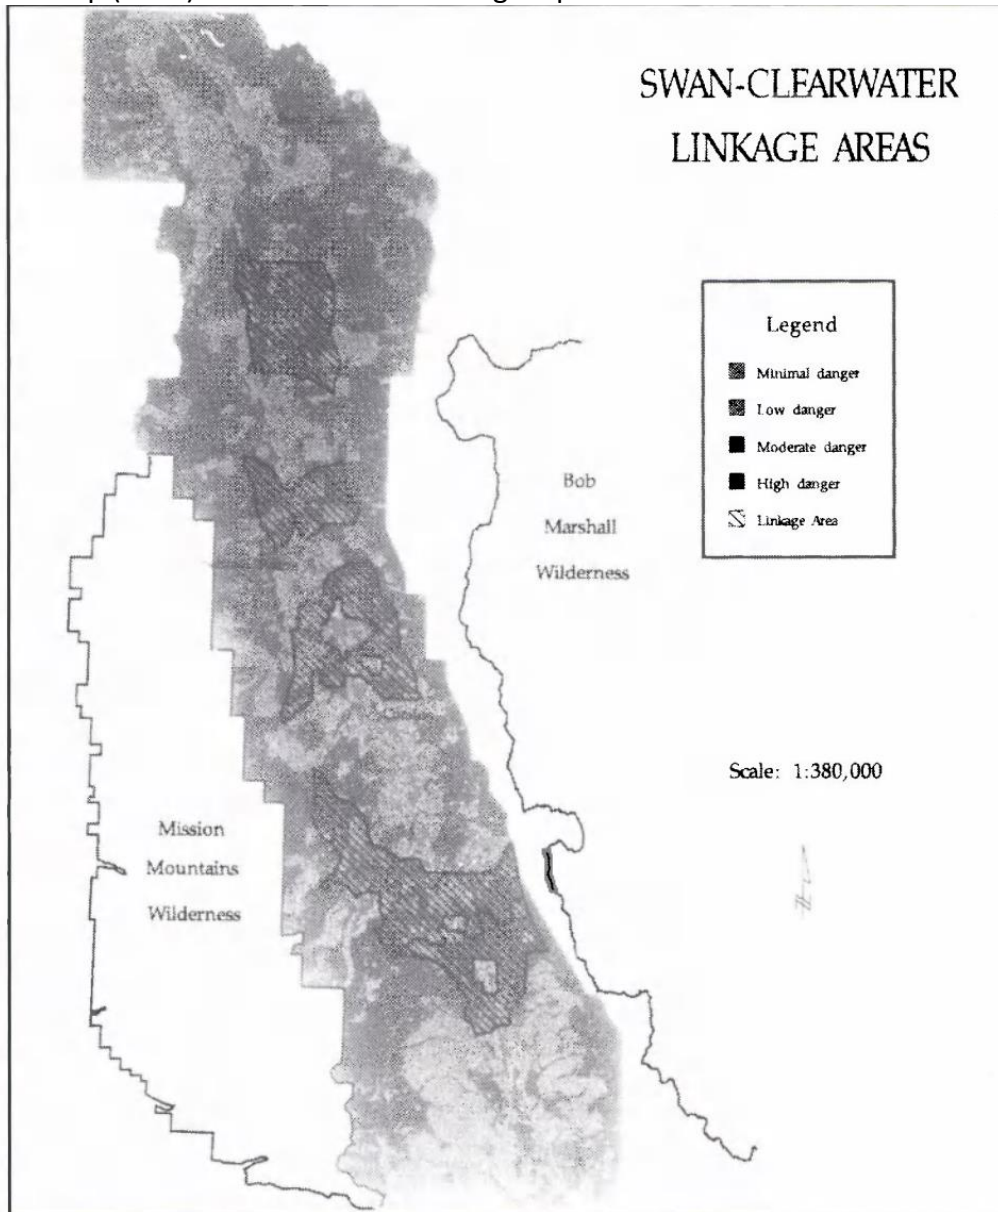 SWAN-CLEARWATER
LINKAGE AREAS
Legend
Minimal danger
Low danger
Moderate danger
High danger
Linkage Area
Bob
Marshall
Wilderness
Scale: 1:380,000
Mission
Mountains
Wilderness